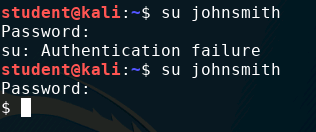 student@kali:~$ su johnsmith
Password:
su: Authentication failure
student@kali:~$ su johnsmith
Password:
$